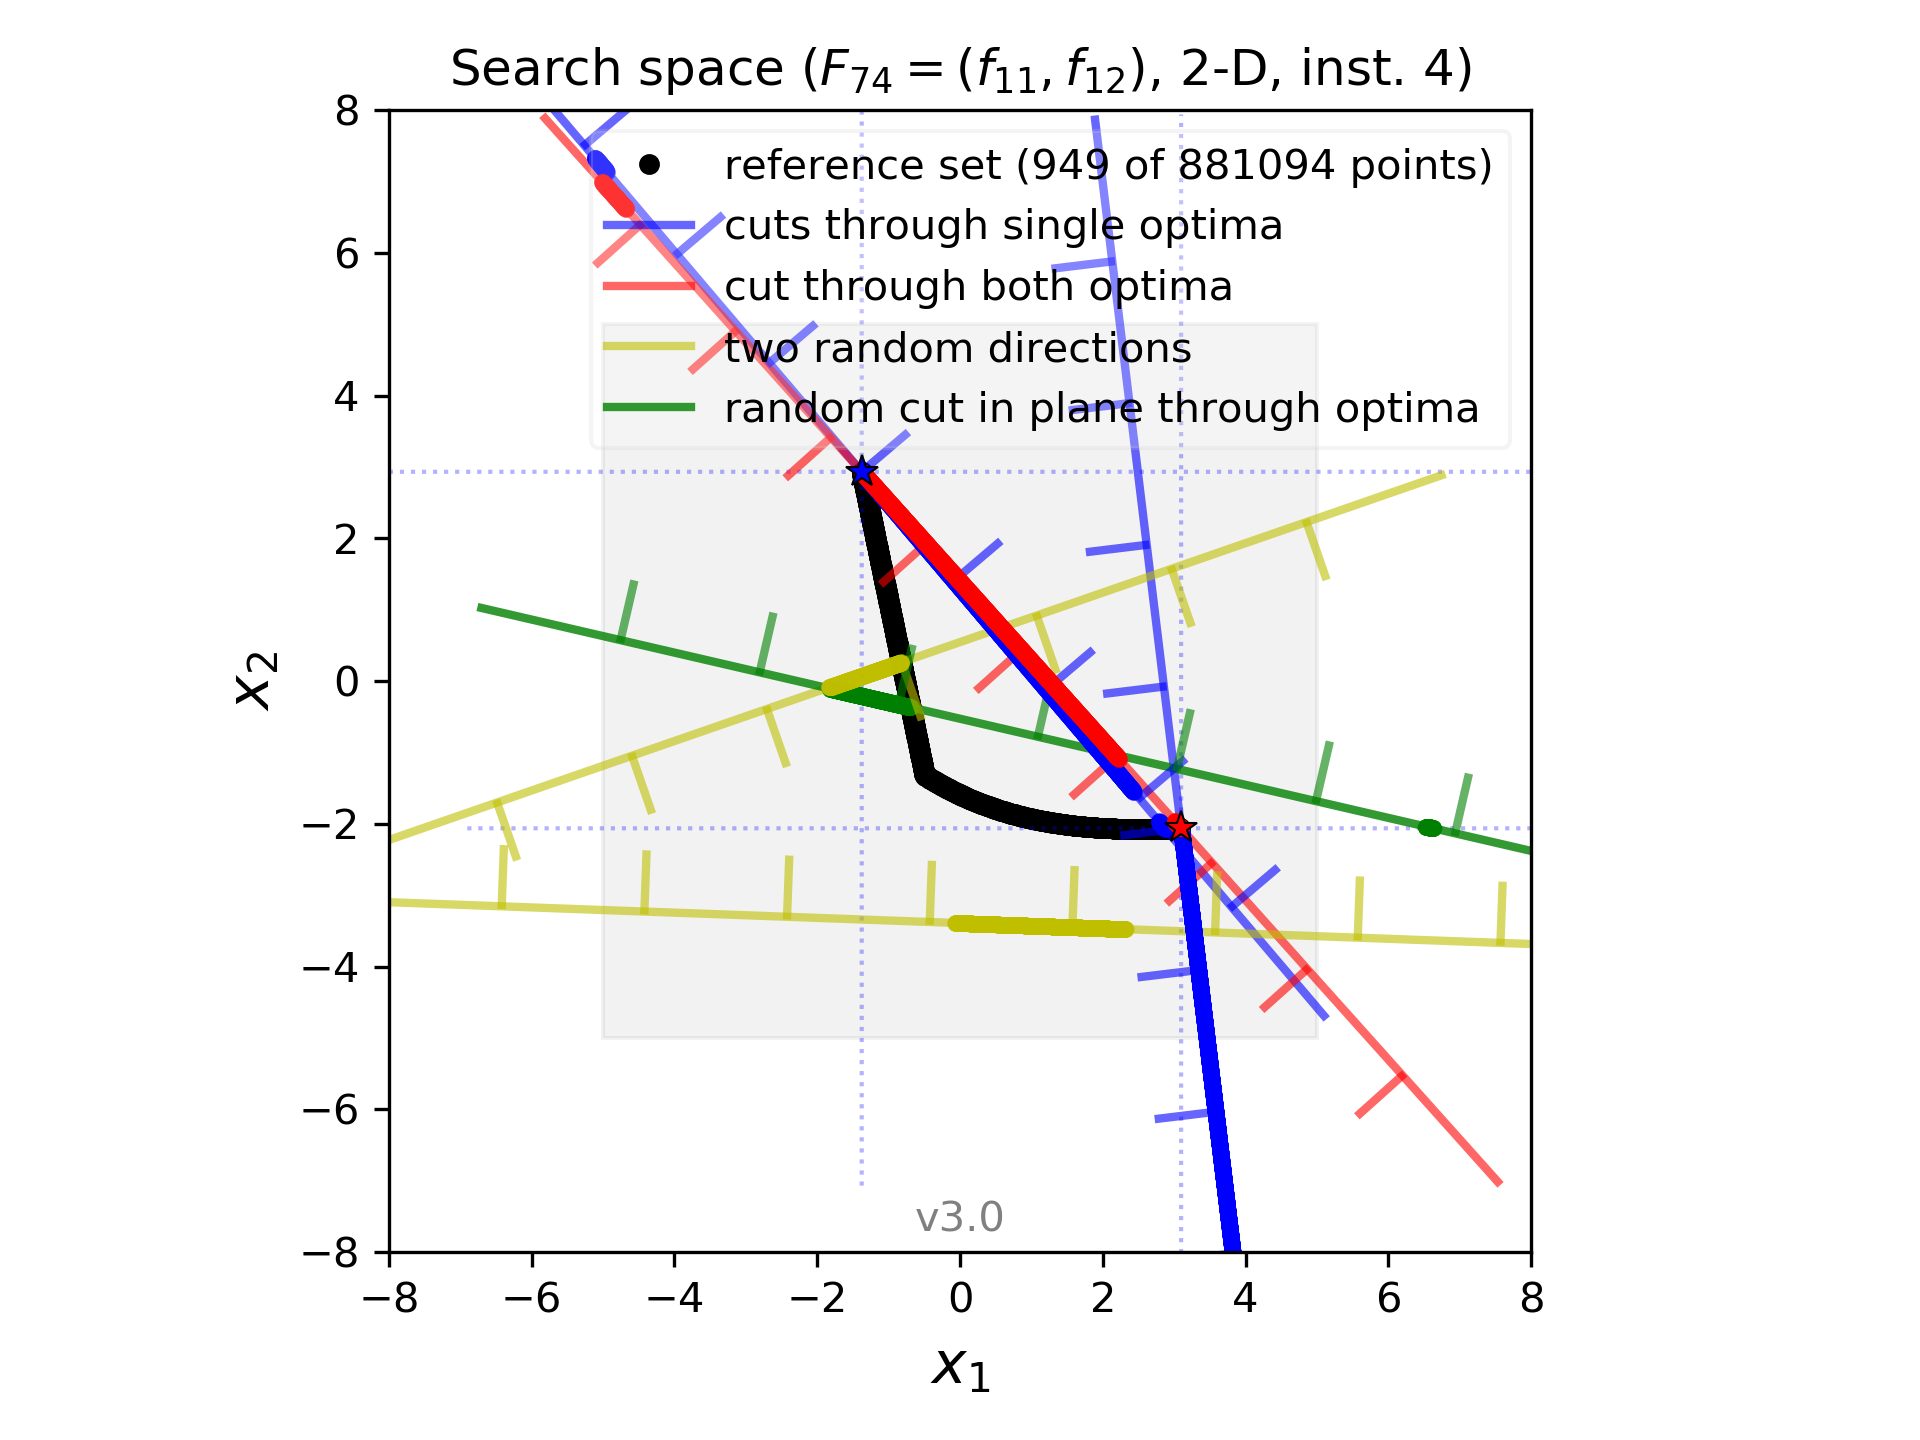 Search space (F74 = (f11, f12), 2-D, inst. 4)
8
reference set (949 of 881094 points)
cuts through single optima
6
cut through both optima
two random directions
4
random cut in plane through optima
2
x2
0
−2
−4
−6
v3.0
−8
−8 −6 −4 −2 0 2 4 6 8
x1